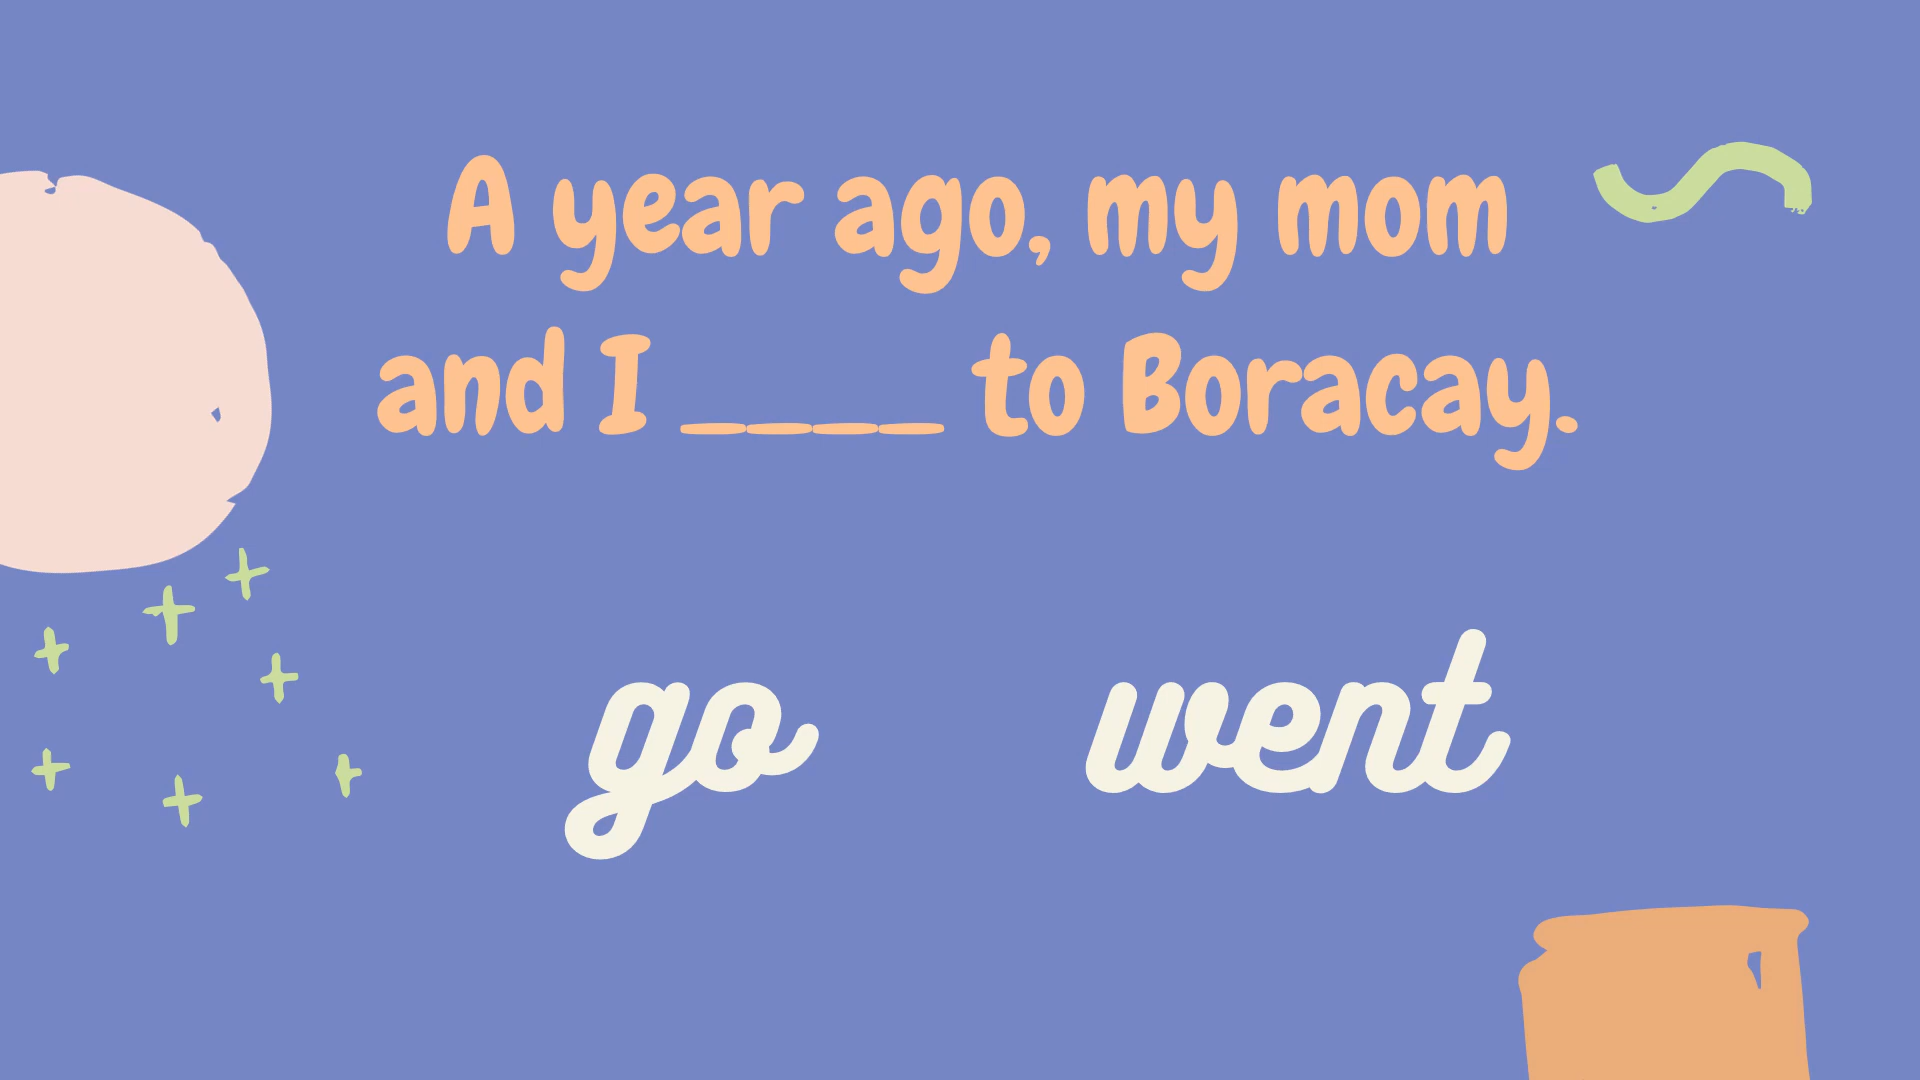 A year ago, my mom
and I ____ to Boracay.
go went